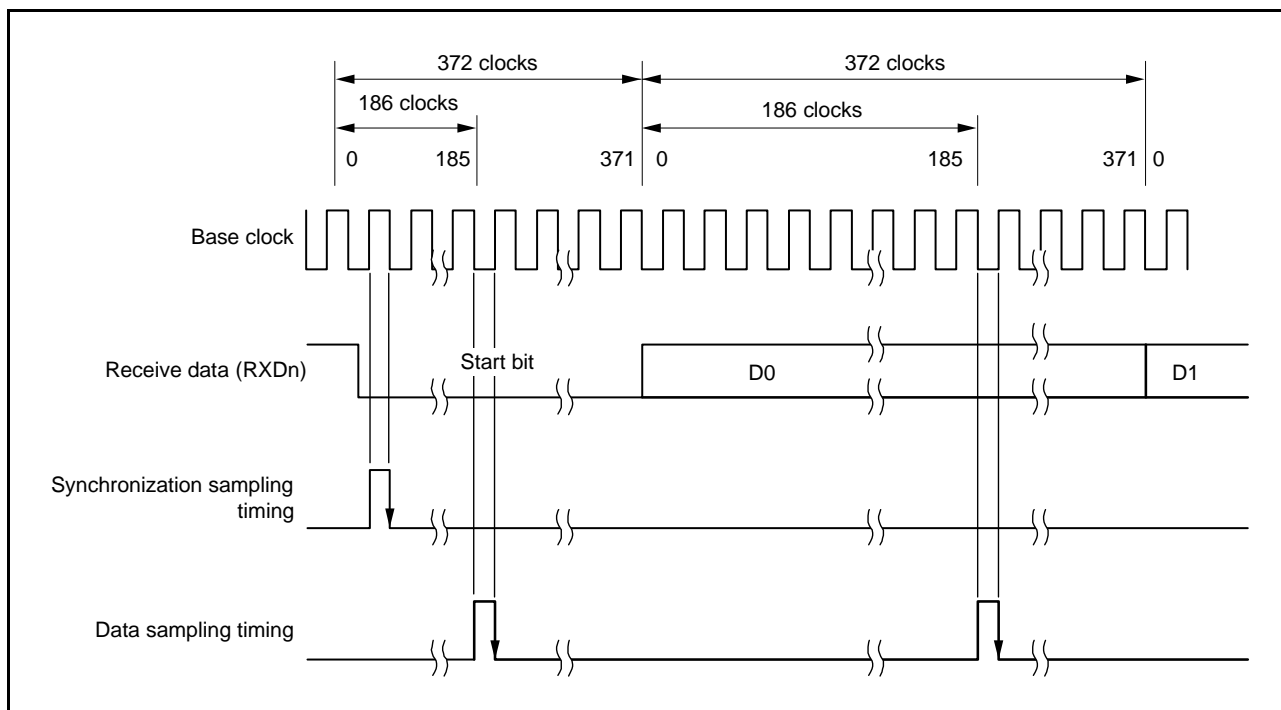 372 clocks
372 clocks
186 clocks
186 clocks
0
185
371
0
185
371
0
Base clock
Receive data (RXDn)
Start bit
D0
D1
Synchronization sampling
timing
Data sampling timing